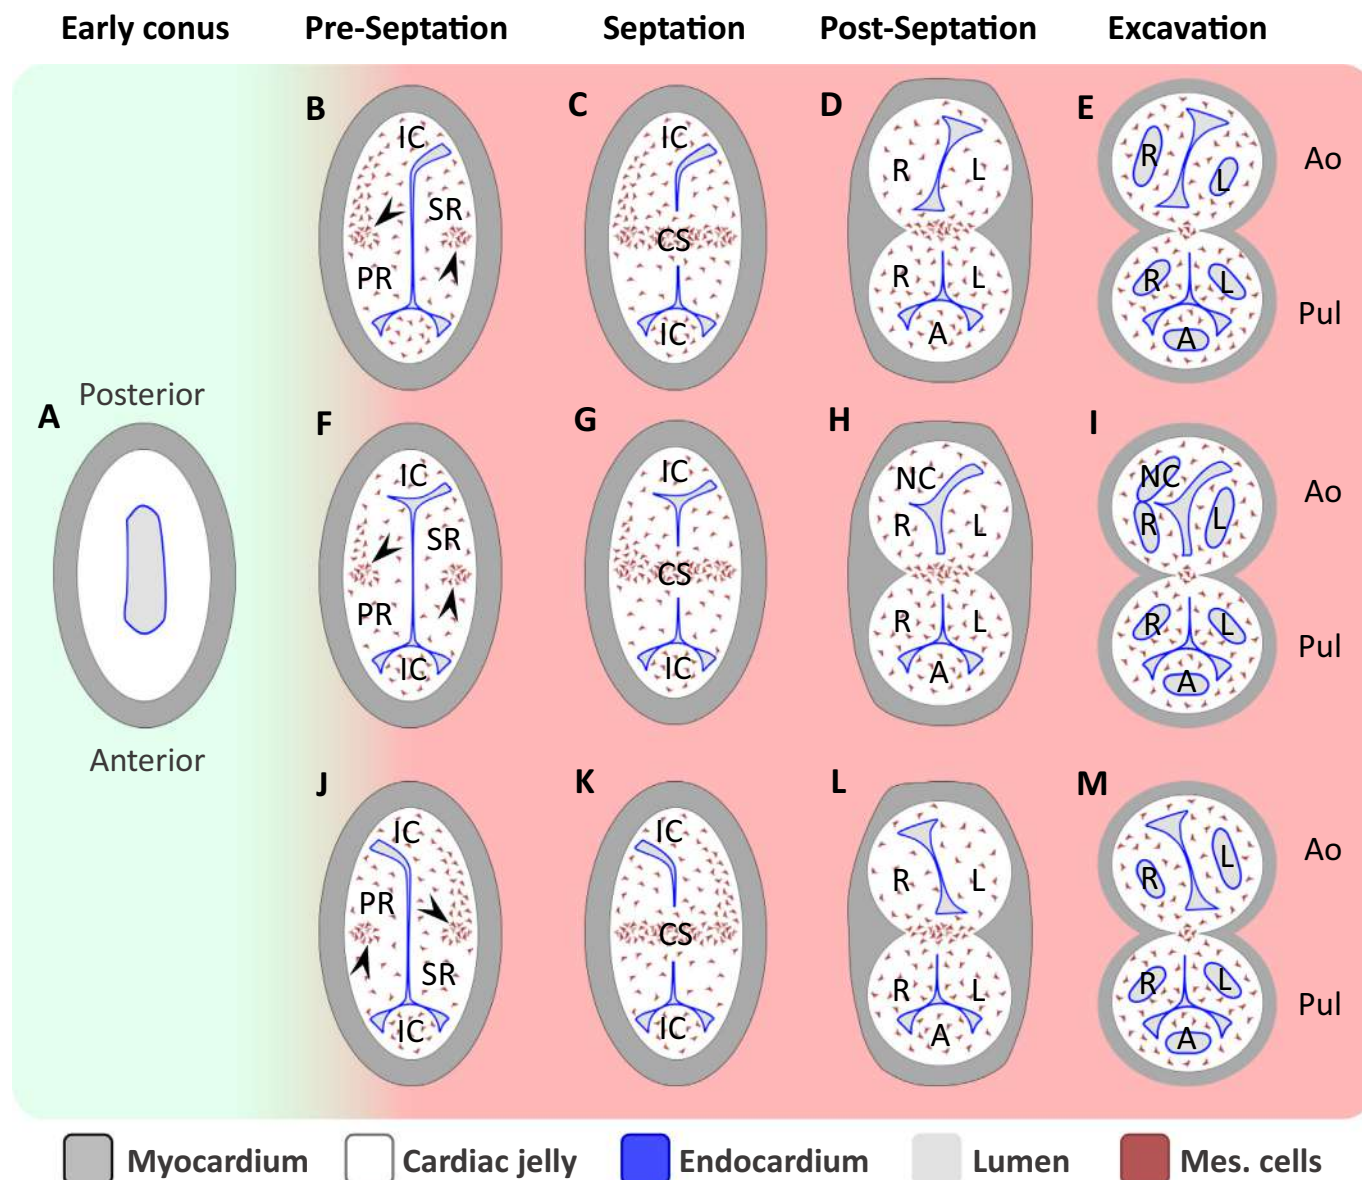 Early conus Pre-Septation Septation Post-Septation Excavation
B C D E
IC IC
R L R L Ao
SR
CS
PR R L R L
IC A A Pul
Posterior
A F G H I
IC IC NC NC Ao
SR R L R L
CS
PR R L R L Pul
IC IC A A
Anterior
J K L M
IC IC
PR R L R L Ao
CS
SR R L R L
IC IC A A Pul
Myocardium Cardiac jelly Endocardium Lumen Mes. cells